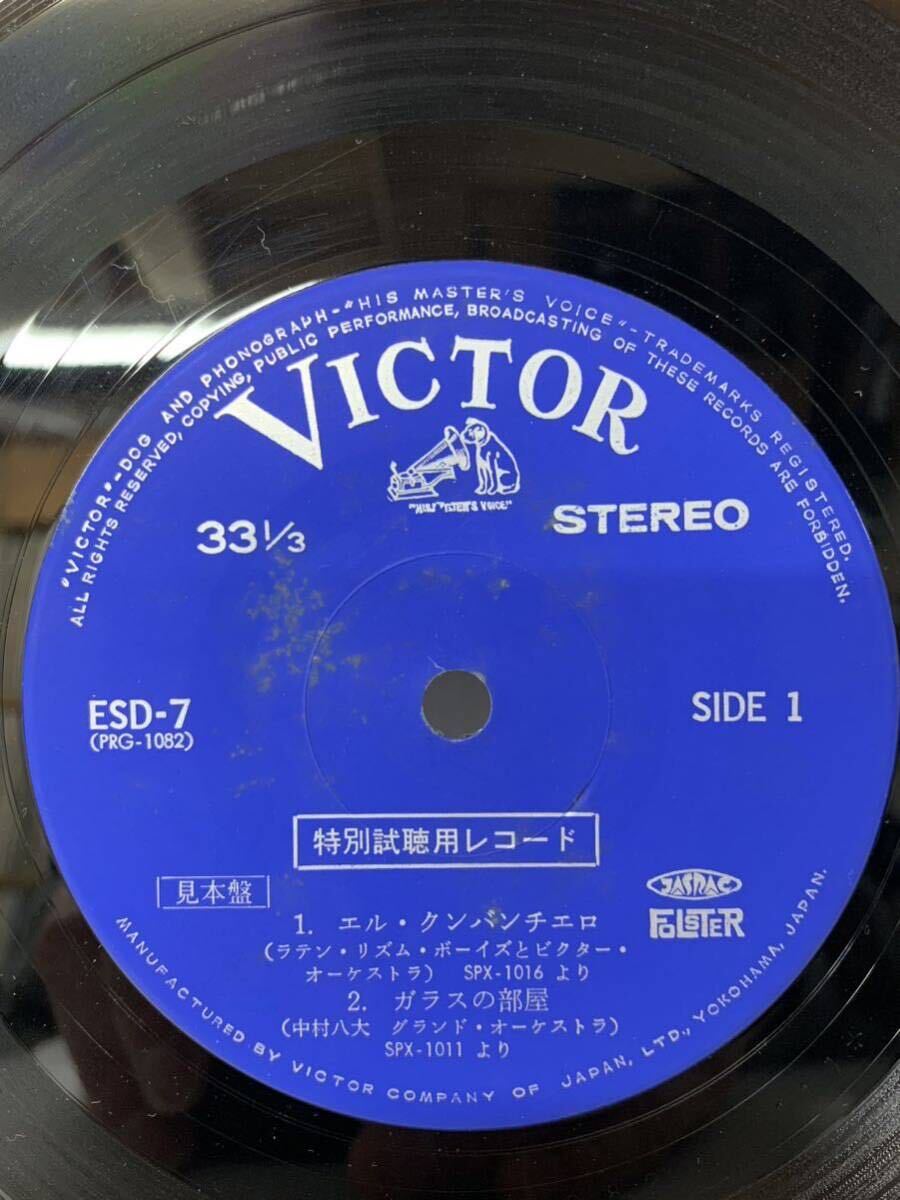 "VICTOR"-DOG AND PHONOGRAPH-"HIS MASTER'S VOICE"-TRADEMARKS REGISTERED.
ALL RIGHTS RESERVED, COPYING, PUBLIC PERFORMANCE, BROADCASTING OF THESE RECORDS ARE FORBIDDEN.
VICTOR
33 1/3
STEREO
ESD-7
(PRG-1082)
SIDE 1
特別試聴用レコード
見本盤
JASRAC
FOLSTER
1. エル・クンバンチエロ
(ラテン・リズム・ボーイズとビクター・
オーケストラ) SPX-1016 より
2. ガラスの部屋
(中村八大 グランド・オーケストラ)
SPX-1011 より
MANUFACTURED BY VICTOR COMPANY OF JAPAN, LTD., YOKOHAMA, JAPAN.